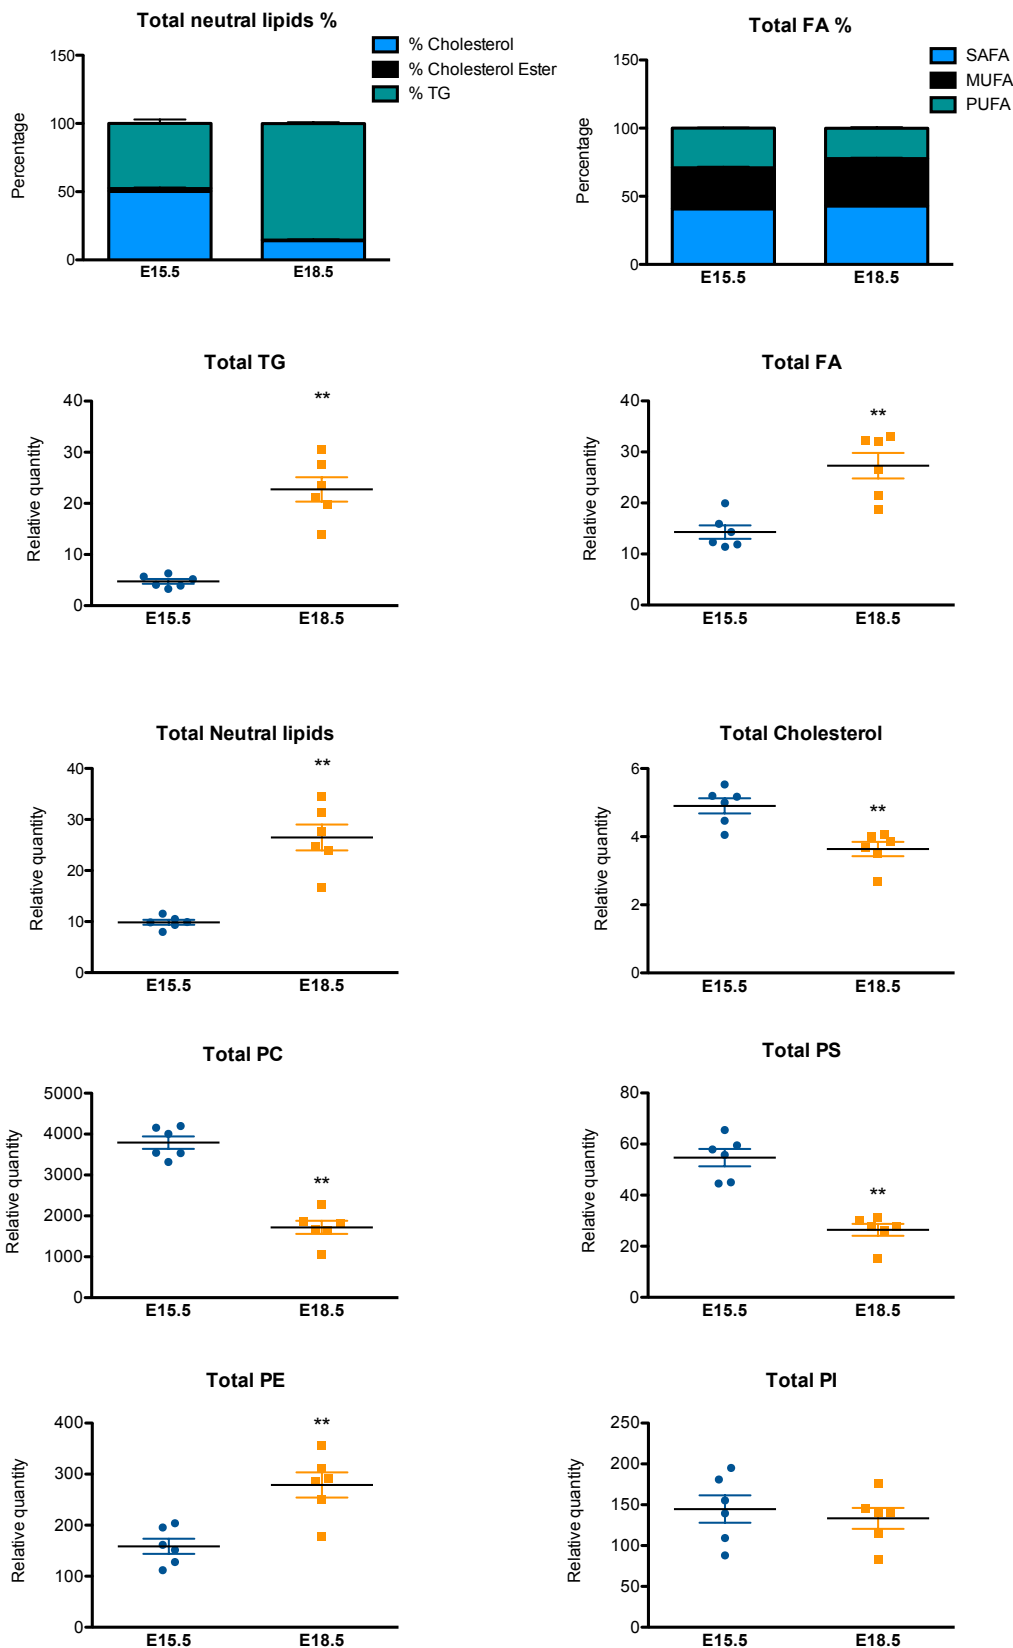 Total neutral lipids %
% Cholesterol
% Cholesterol Ester
% TG
Percentage
150
100
50
0
E15.5 E18.5
Total FA %
SAFA
MUFA
PUFA
Percentage
150
100
50
0
E15.5 E18.5
Total TG
Relative quantity
40
30
20
10
0
**
E15.5 E18.5
Total FA
Relative quantity
40
30
20
10
0
**
E15.5 E18.5
Total Neutral lipids
Relative quantity
40
30
20
10
0
**
E15.5 E18.5
Total Cholesterol
Relative quantity
6
4
2
0
**
E15.5 E18.5
Total PC
Relative quantity
5000
4000
3000
2000
1000
0
**
E15.5 E18.5
Total PS
Relative quantity
80
60
40
20
0
**
E15.5 E18.5
Total PE
Relative quantity
400
300
200
100
0
**
E15.5 E18.5
Total PI
Relative quantity
250
200
150
100
50
0
E15.5 E18.5